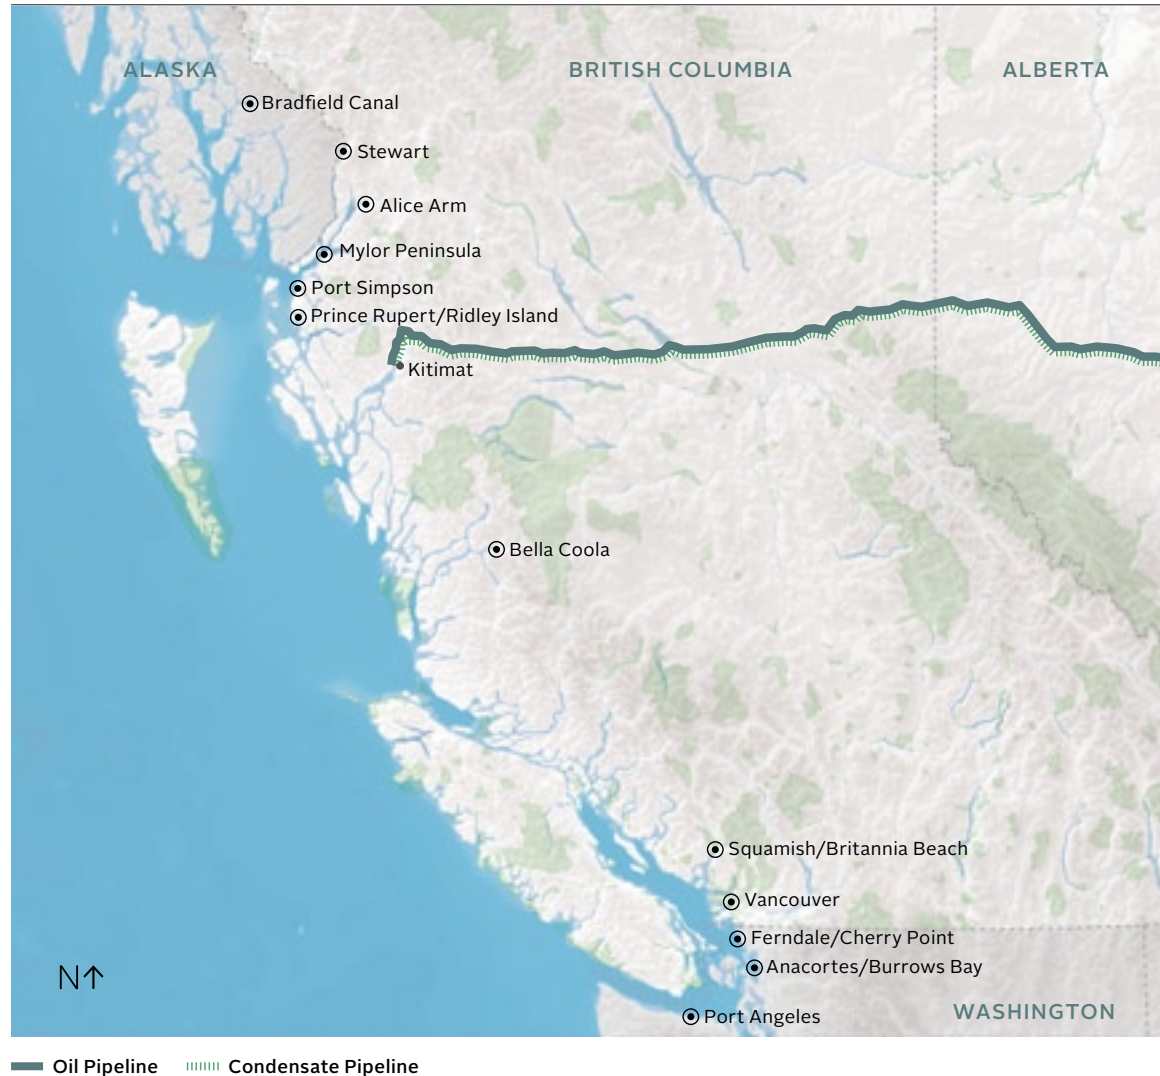 ALASKA
BRITISH COLUMBIA
ALBERTA
Bradfield Canal
Stewart
Alice Arm
Mylor Peninsula
Port Simpson
Prince Rupert/Ridley Island
Kitimat
Bella Coola
Squamish/Britannia Beach
Vancouver
Ferndale/Cherry Point
Anacortes/Burrows Bay
N↑
WASHINGTON
Port Angeles
Oil Pipeline
Condensate Pipeline